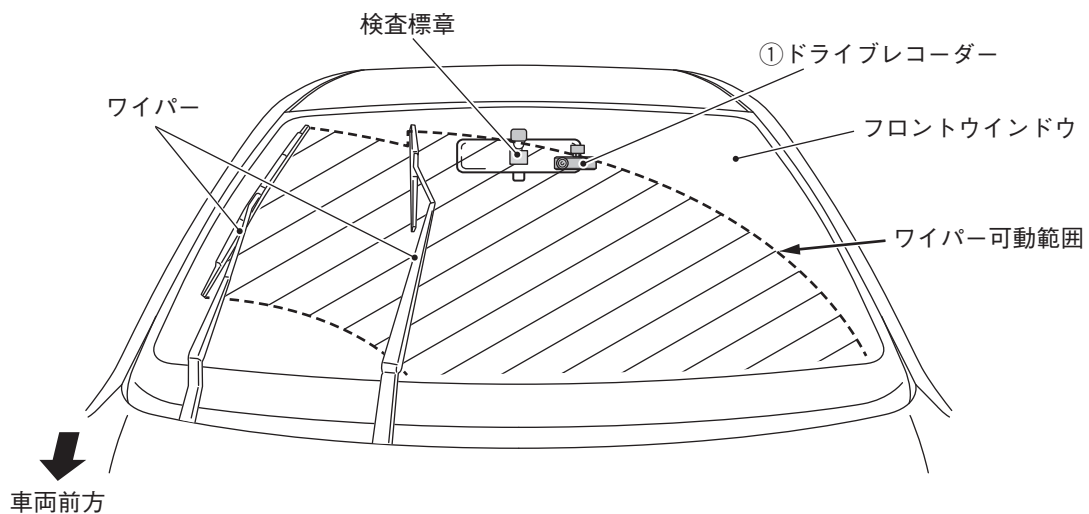 検査標章
①ドライブレコーダー
ワイパー
フロントウインドウ
ワイパー可動範囲
車両前方